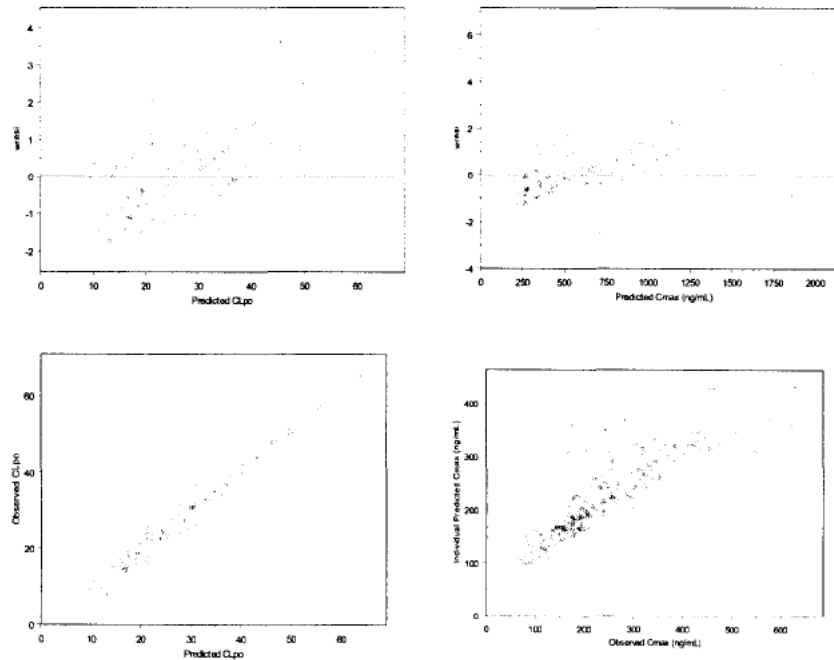 4
3
2
1
0
-1
-2
wresi
0 10 20 30 40 50 60
Predicted CLpo
6
4
2
0
-2
-4
wresi
0 250 500 750 1000 1250 1500 1750 2000
Predicted Cmax (ng/mL)
60
40
20
0
Observed CLpo
0 10 20 30 40 50 60
Predicted CLpo
400
300
200
100
0
Individual Predicted Cmax (ng/mL)
0 100 200 300 400 500 600
Observed Cmax (ng/mL)